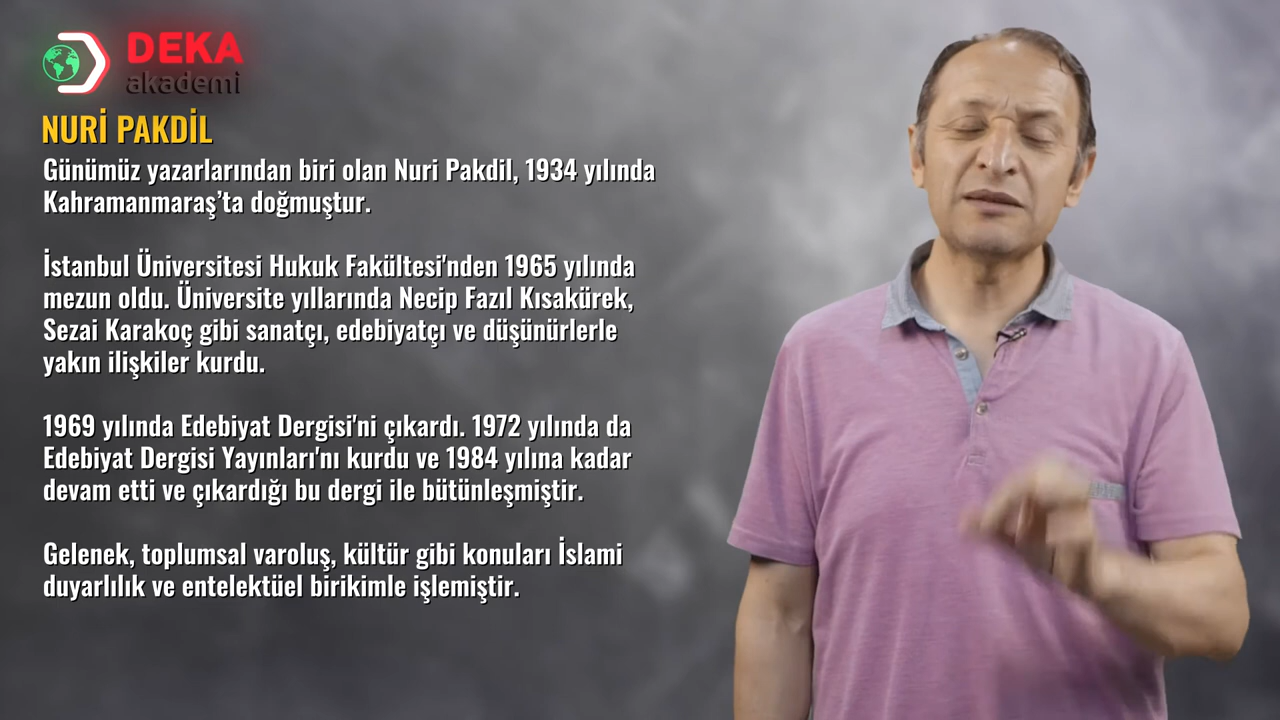 DEKA
akademi
NURİ PAKDİL
Günümüz yazarlarından biri olan Nuri Pakdil, 1934 yılında
Kahramanmaraş’ta doğmuştur.
İstanbul Üniversitesi Hukuk Fakültesi'nden 1965 yılında
mezun oldu. Üniversite yıllarında Necip Fazıl Kısakürek,
Sezai Karakoç gibi sanatçı, edebiyatçı ve düşünürlerle
yakın ilişkiler kurdu.
1969 yılında Edebiyat Dergisi'ni çıkardı. 1972 yılında da
Edebiyat Dergisi Yayınları'nı kurdu ve 1984 yılına kadar
devam etti ve çıkardığı bu dergi ile bütünleşmiştir.
Gelenek, toplumsal varoluş, kültür gibi konuları İslami
duyarlılık ve entelektüel birikimle işlemiştir.